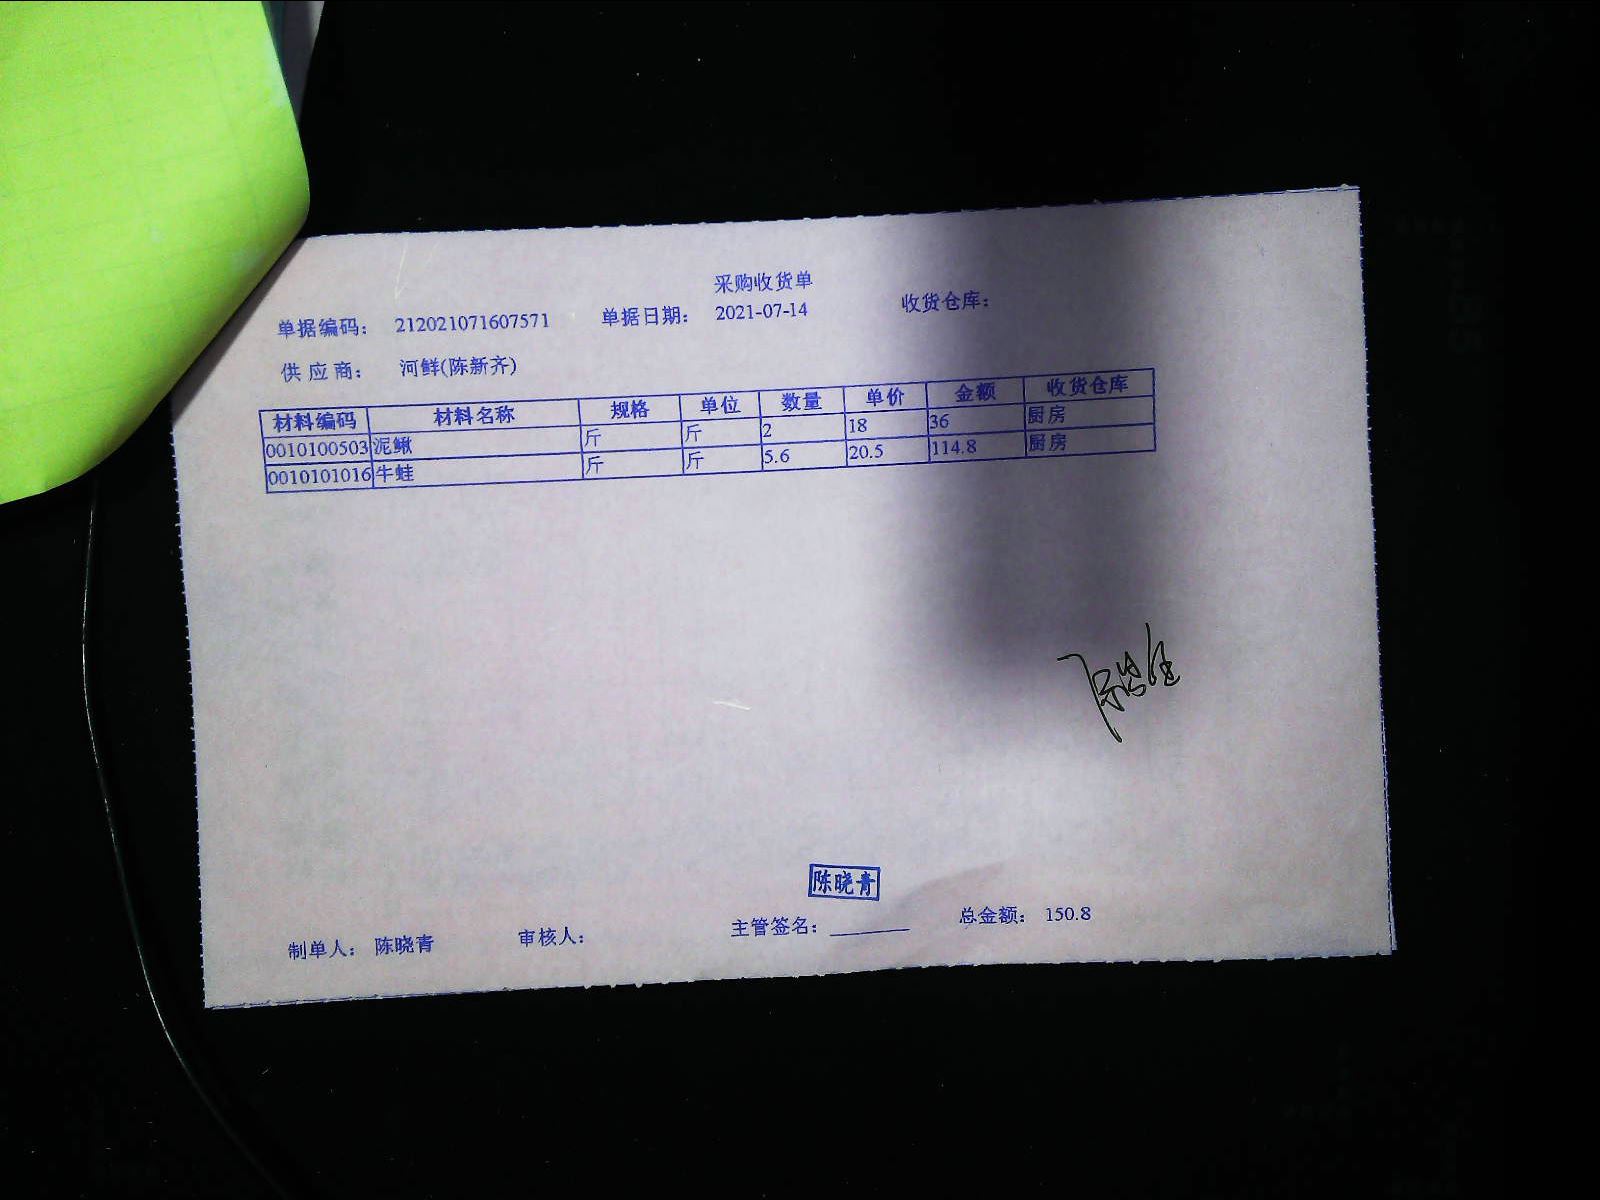 采购收货单
单据编码： 212021071607571 单据日期： 2021-07-14 收货仓库：
供应商： 河鲜(陈新齐)
材料编码 材料名称 规格 单位 数量 单价 金额 收货仓库
0010100503 泥鳅 斤 斤 2 18 36 厨房
0010101016 牛蛙 斤 斤 5.6 20.5 114.8 厨房
陈晓青
制单人： 陈晓青 审核人： 主管签名： 总金额： 150.8